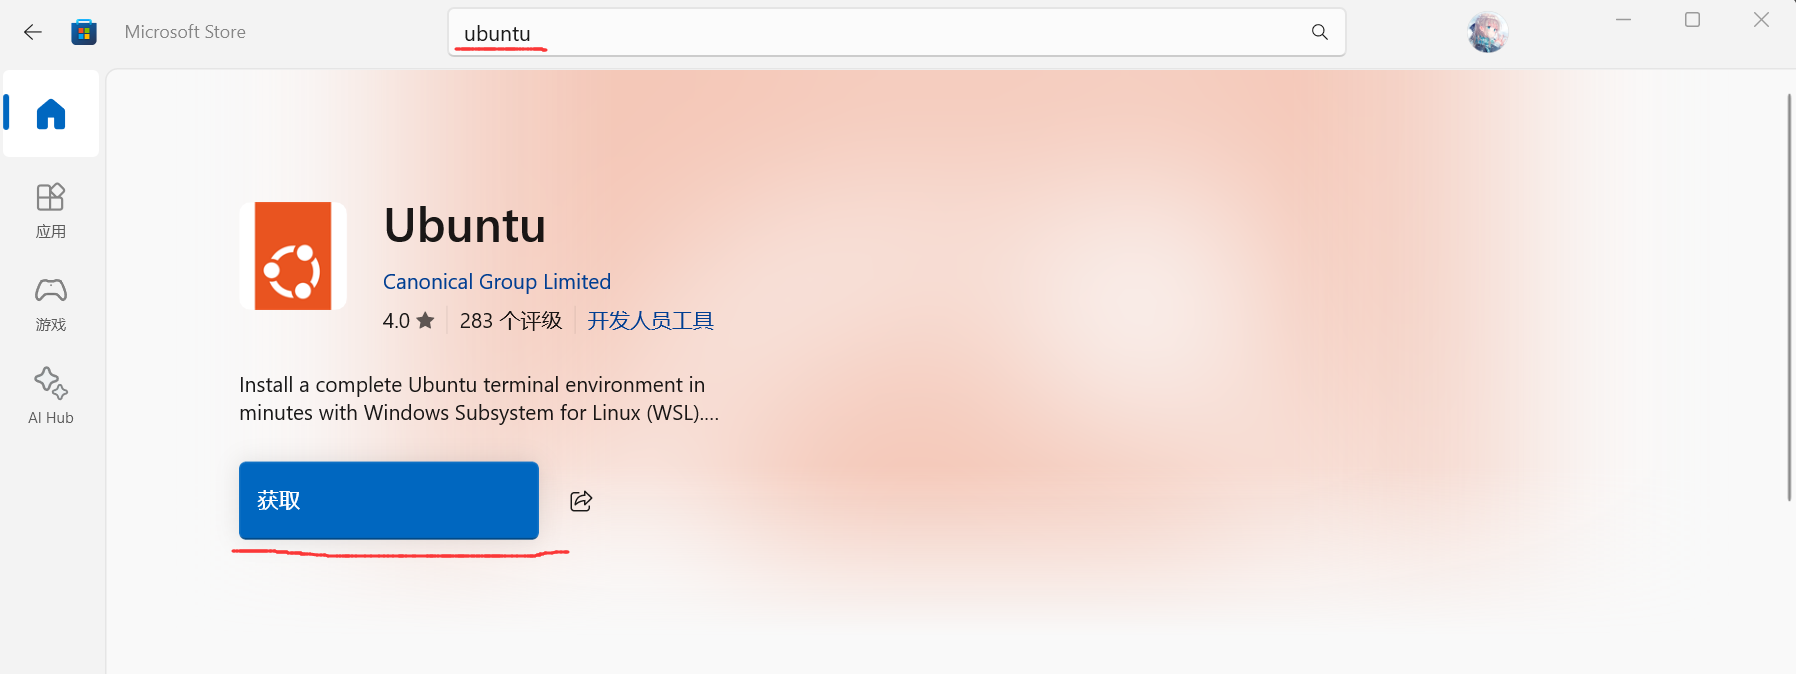 Microsoft Store
ubuntu
应用
游戏
AI Hub
Ubuntu
Canonical Group Limited
4.0 ★ 283 个评级 开发人员工具
Install a complete Ubuntu terminal environment in
minutes with Windows Subsystem for Linux (WSL)....
获取